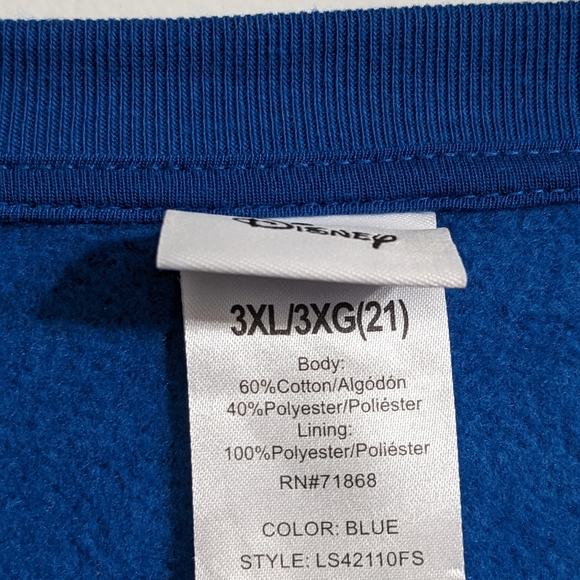 Disney
3XL/3XG(21)
Body:
60%Cotton/Algódón
40%Polyester/Poliéster
Lining:
100%Polyester/Poliéster
RN#71868
COLOR: BLUE
STYLE: LS42110FS